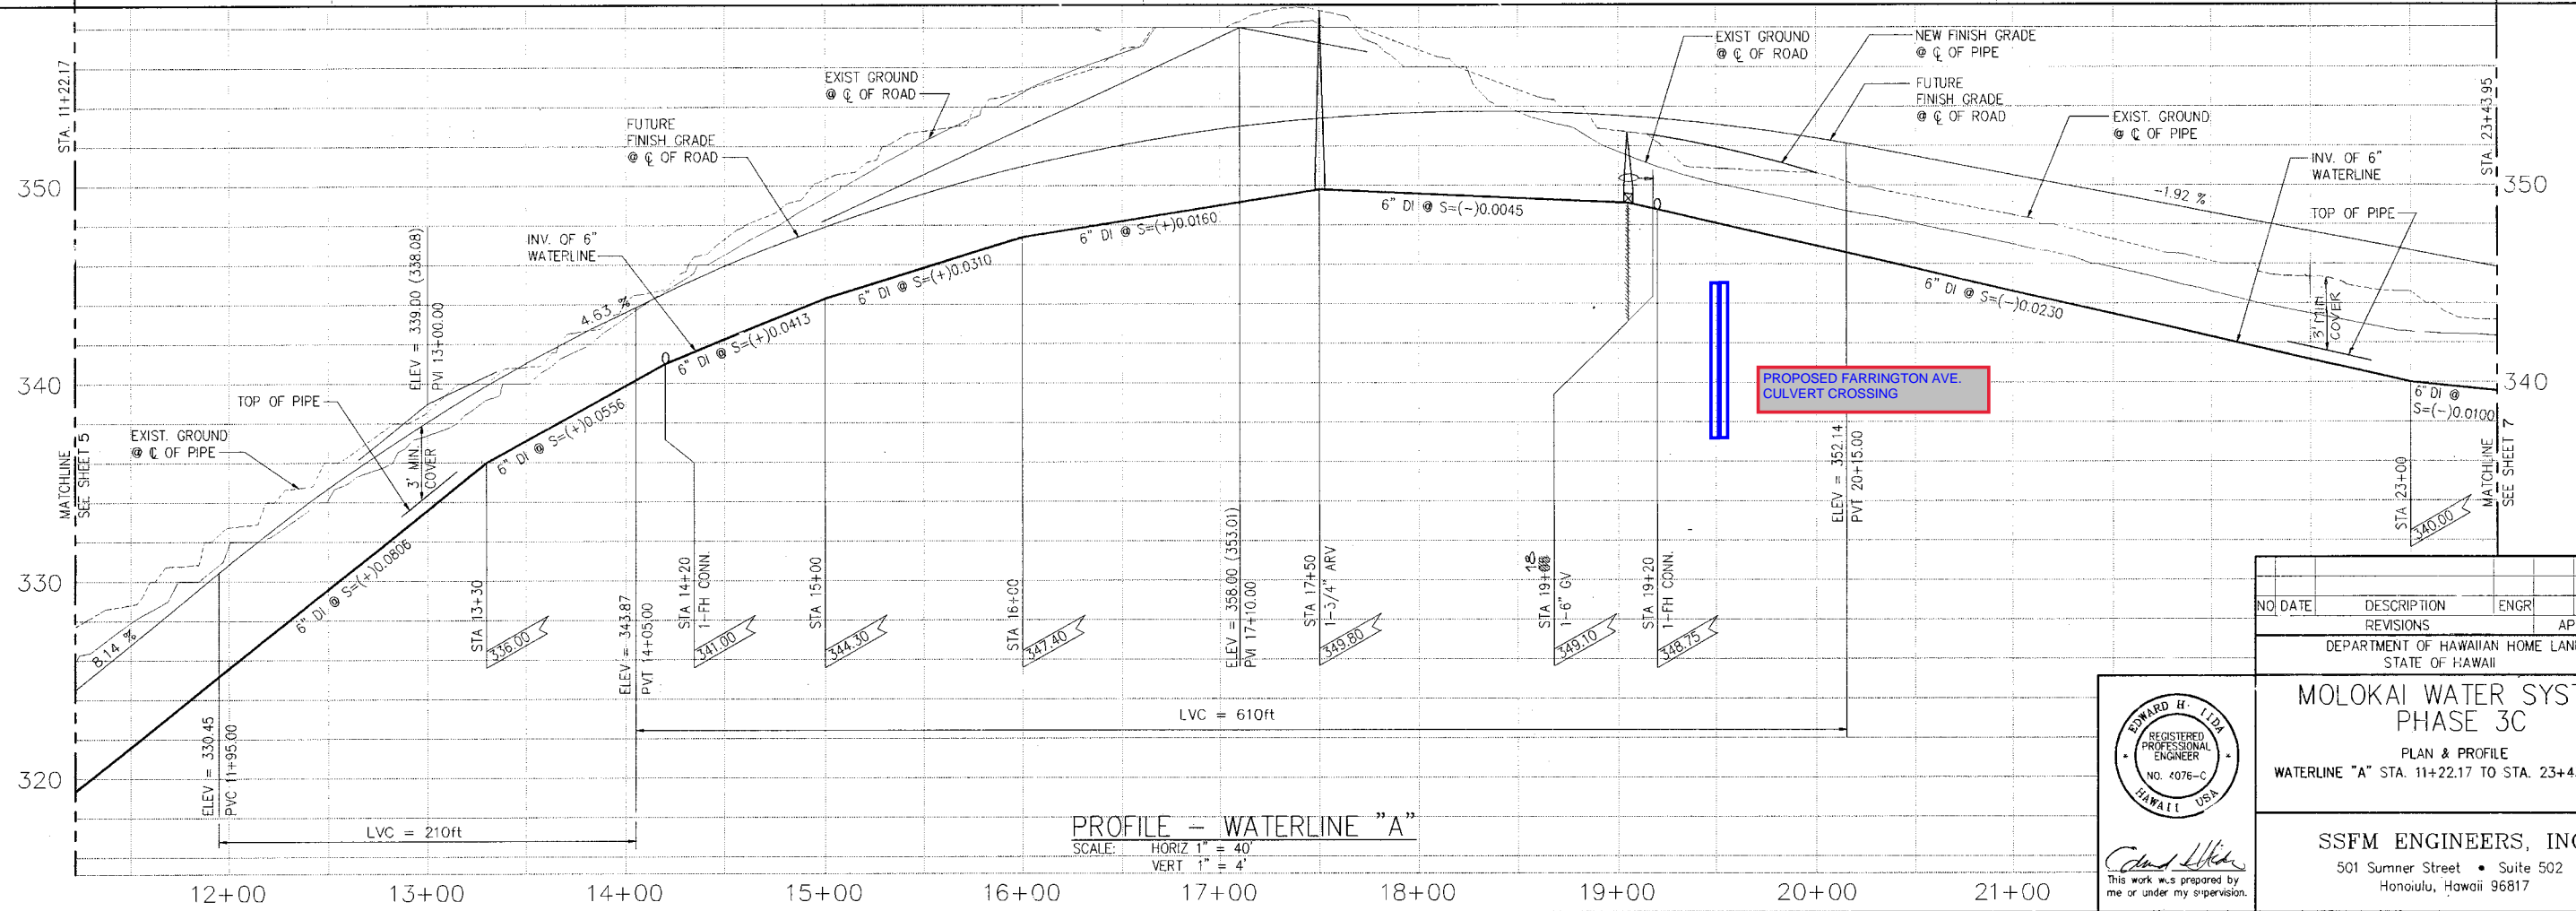 STA. 11+22.17
MATCHLINE
SEE SHEET 5
350
340
330
320
EXIST. GROUND
@ ℄ OF PIPE
TOP OF PIPE
3' MIN.
COVER
8.14 %
6" DI @ S=(+)0.0806
ELEV = 330.45
PVC 11+95.00
LVC = 210ft
ELEV = 339.00 (338.08)
PVI 13+00.00
STA 13+30
336.00
6" DI @ S=(+)0.0556
INV. OF 6"
WATERLINE
4.63 %
FUTURE
FINISH GRADE
@ ℄ OF ROAD
EXIST GROUND
@ ℄ OF ROAD
ELEV = 343.87
PVT 14+05.00
STA 14+20
1-FH CONN.
341.00
6" DI @ S=(+)0.0413
STA 15+00
344.30
6" DI @ S=(+)0.0310
STA 16+00
347.40
6" DI @ S=(+)0.0160
ELEV = 358.00 (353.01)
PVI 17+10.00
STA 17+50
1-3/4" ARV
349.80
6" DI @ S=(-)0.0045
LVC = 610ft
18
STA 19+
1-6" GV
349.10
STA 19+20
1-FH CONN.
348.75
EXIST GROUND
@ ℄ OF ROAD
NEW FINISH GRADE
@ ℄ OF PIPE
FUTURE
FINISH GRADE
@ ℄ OF ROAD
EXIST. GROUND
@ ℄ OF PIPE
INV. OF 6"
WATERLINE
TOP OF PIPE
-1.92 %
6" DI @ S=(-)0.0230
3' MIN
COVER
PROPOSED FARRINGTON AVE.
CULVERT CROSSING
ELEV = 352.14
PVT 20+15.00
STA 23+00
340.00
6" DI @
S=(-)0.0100
STA. 23+43.95
MATCHLINE
SEE SHEET 7
350
340
PROFILE - WATERLINE "A"
SCALE: HORIZ 1" = 40'
VERT 1" = 4'
12+00 13+00 14+00 15+00 16+00 17+00 18+00 19+00 20+00 21+00
NO DATE DESCRIPTION ENGR
REVISIONS AP
DEPARTMENT OF HAWAIIAN HOME LAN
STATE OF HAWAII
MOLOKAI WATER SYST
PHASE 3C
PLAN & PROFILE
WATERLINE "A" STA. 11+22.17 TO STA. 23+4
SSFM ENGINEERS, INC
501 Sumner Street • Suite 502
Honolulu, Hawaii 96817
EDWARD H. IIDA
REGISTERED
PROFESSIONAL
ENGINEER
NO. 4076-C
HAWAII USA
This work was prepared by
me or under my supervision.